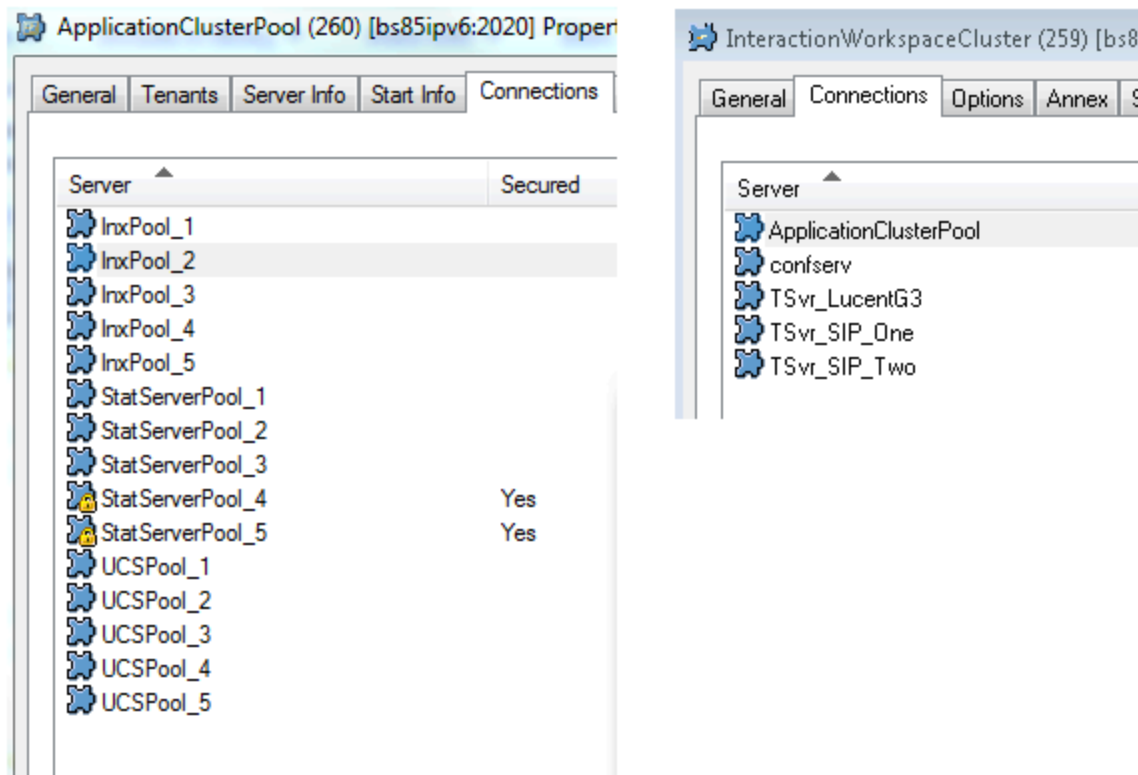 ApplicationClusterPool (260) [bs85ipv6:2020] Proper
General Tenants Server Info Start Info Connections
Server Secured
InxPool_1
InxPool_2
InxPool_3
InxPool_4
InxPool_5
StatServerPool_1
StatServerPool_2
StatServerPool_3
StatServerPool_4 Yes
StatServerPool_5 Yes
UCSPool_1
UCSPool_2
UCSPool_3
UCSPool_4
UCSPool_5
InteractionWorkspaceCluster (259) [bs8
General Connections Options Annex S
Server
ApplicationClusterPool
confserv
TSvr_LucentG3
TSvr_SIP_One
TSvr_SIP_Two